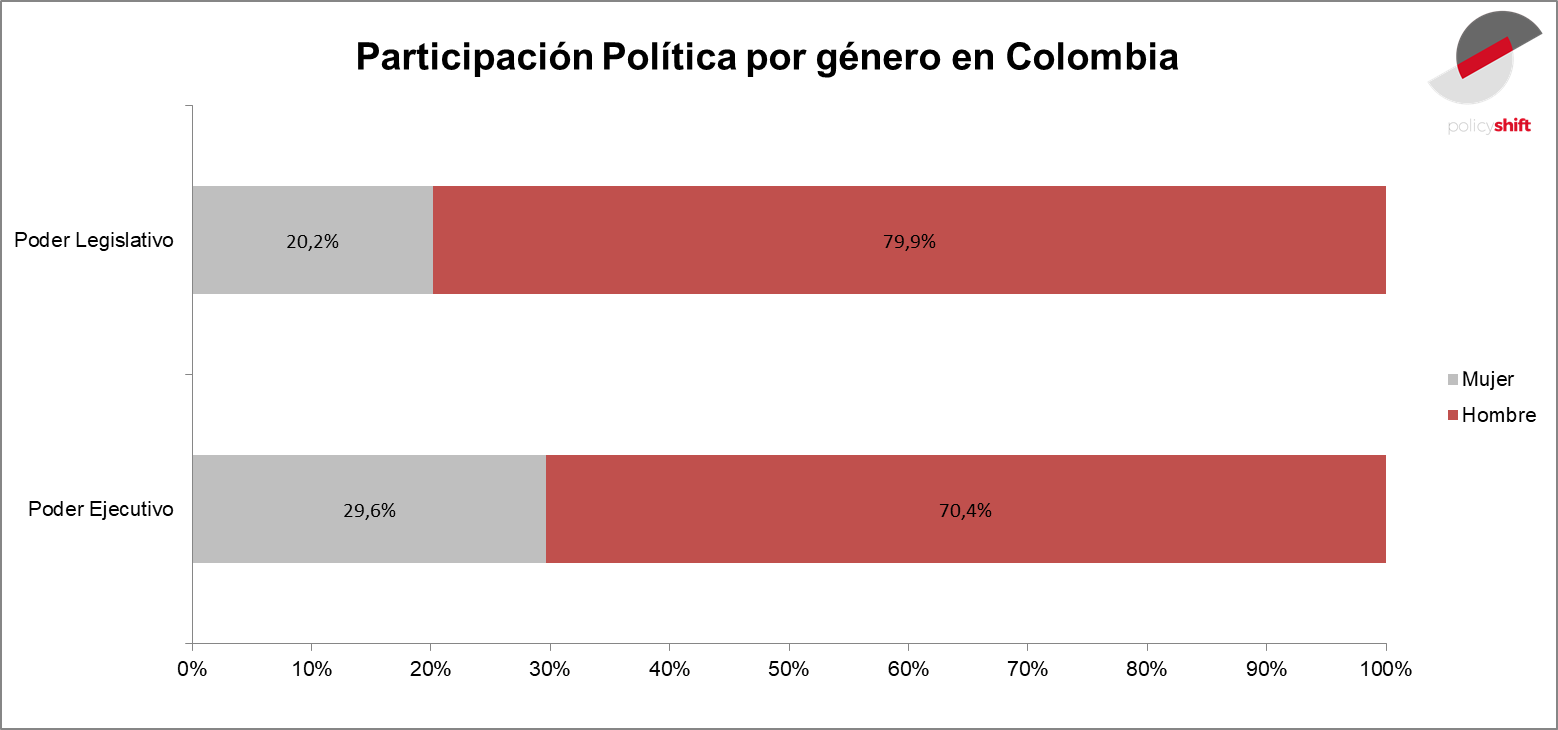 Participación Política por género en Colombia
policyshift
Poder Legislativo
20,2%
79,9%
Mujer
Hombre
Poder Ejecutivo
29,6%
70,4%
0% 10% 20% 30% 40% 50% 60% 70% 80% 90% 100%